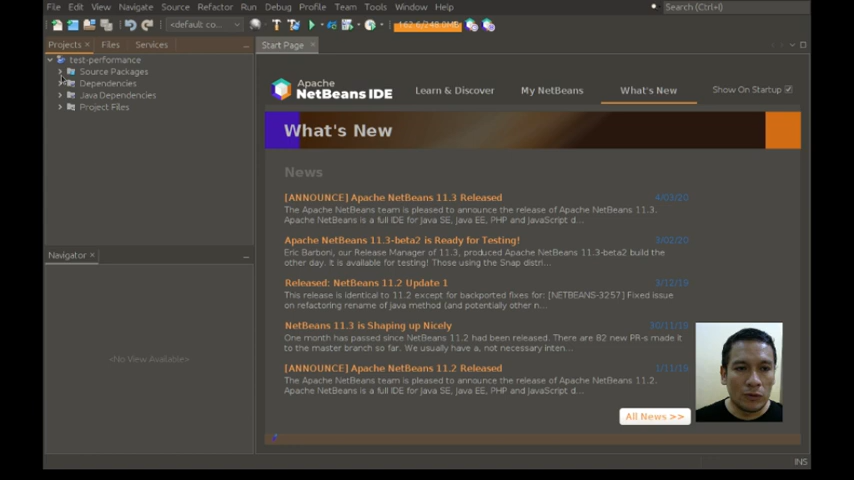 File Edit View Navigate Source Refactor Run Debug Profile Team Tools Window Help
Search (Ctrl+I)
<default co...
162.6/248.0MB
Projects Files Services
Start Page
test-performance
Source Packages
Dependencies
Java Dependencies
Project Files
Apache
NetBeans IDE
Learn & Discover My NetBeans What's New Show On Startup
What's New
News
[ANNOUNCE] Apache NetBeans 11.3 Released
The Apache NetBeans team is pleased to announce the release of Apache NetBeans 11.3.
Apache NetBeans is a full IDE for Java SE, Java EE, PHP and JavaScript d...
Apache NetBeans 11.3-beta2 is Ready for Testing!
Eric Barboni, our Release Manager of 11.3, produced Apache NetBeans 11.3-beta2 build the
other day. It is available for testing! Those using the Snap distri...
Released: NetBeans 11.2 Update 1
This release is identical to 11.2 except for backported fixes for: [NETBEANS-3257] Fixed issue
on refactoring rename of java method (and potentially other n...
NetBeans 11.3 is Shaping up Nicely
30/11/19
One month has passed since NetBeans 11.2 had been released. There are 82 new PR-s made it
to the master branch so far. We usually have a, not necessary inten...
[ANNOUNCE] Apache NetBeans 11.2 Released
1/11/19
The Apache NetBeans team is pleased to announce the release of Apache NetBeans 11.2.
Apache NetBeans is a full IDE for Java SE, Java EE, PHP and JavaScript d...
All News >>
Navigator
<No View Available>
INS